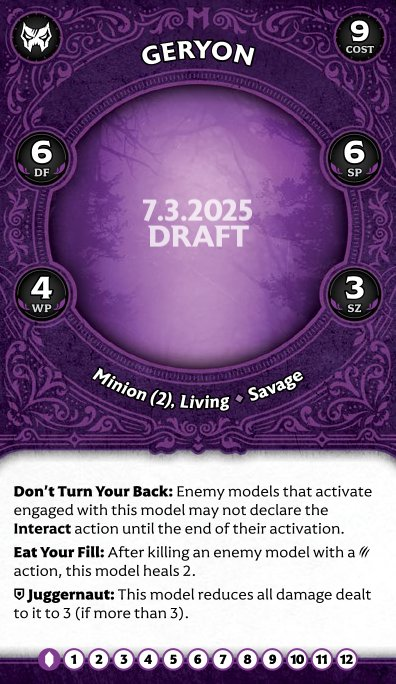 GERYON
9
COST
6
DF
6
SP
7.3.2025
DRAFT
4
WP
3
SZ
Minion (2), Living ◆ Savage
Don't Turn Your Back: Enemy models that activate
engaged with this model may not declare the
Interact action until the end of their activation.
Eat Your Fill: After killing an enemy model with a
action, this model heals 2.
Juggernaut: This model reduces all damage dealt
to it to 3 (if more than 3).
1 2 3 4 5 6 7 8 9 10 11 12